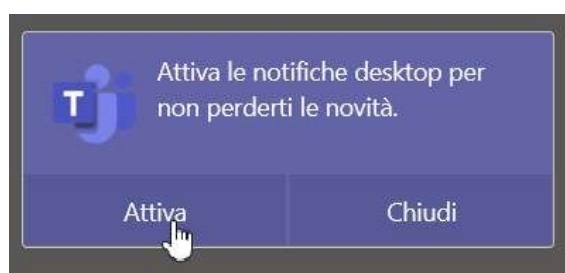 Attiva le notifiche desktop per
non perderti le novità.
T
Attiva
Chiudi